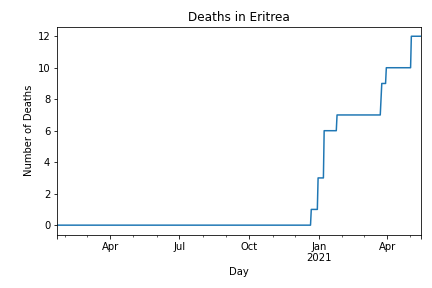 Deaths in Eritrea
12
10
8
6
4
2
0
Number of Deaths
Apr
Jul
Oct
Jan
2021
Apr
Day